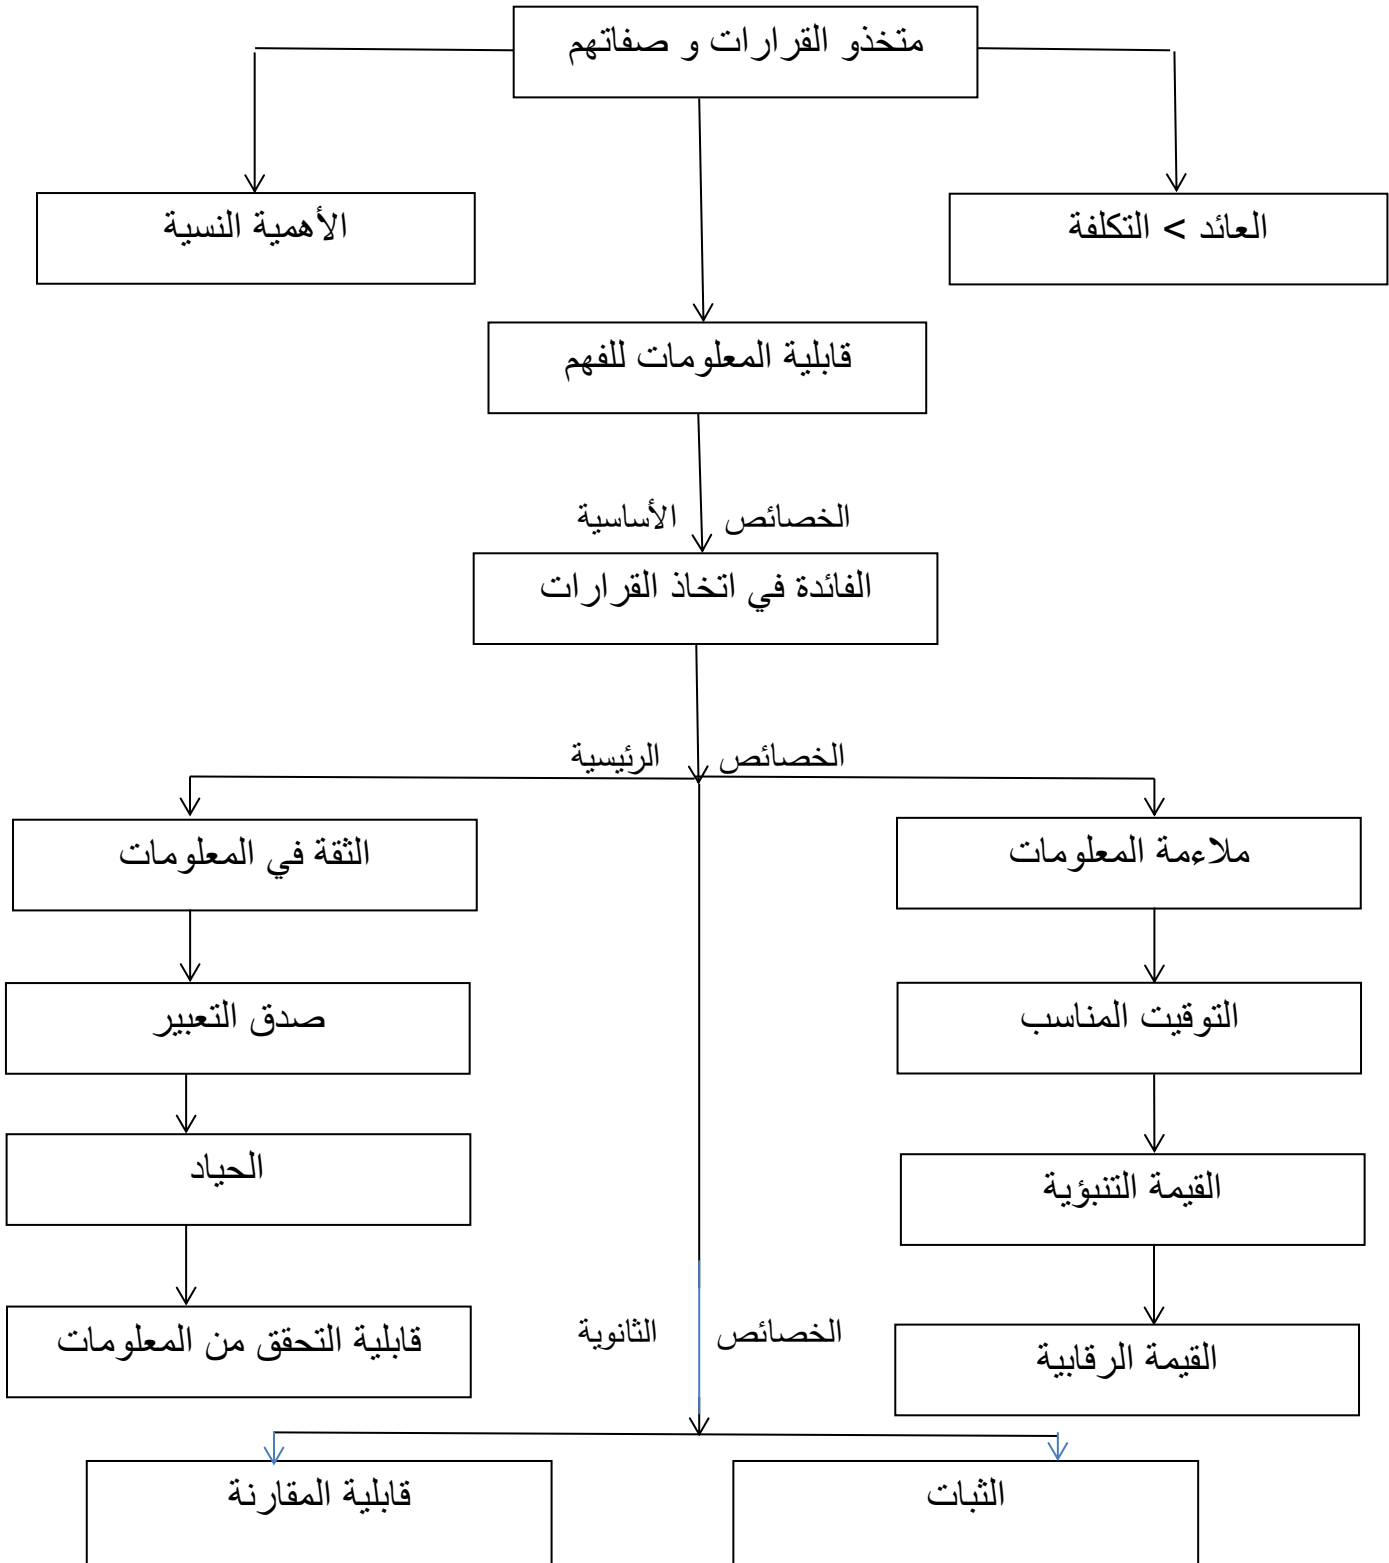 متخذو القرارات و صفاتهم
العائد > التكلفة
الأهمية النسية
قابلية المعلومات للفهم
الخصائص الأساسية
الفائدة في اتخاذ القرارات
الخصائص الرئيسية
ملاءمة المعلومات
الثقة في المعلومات
التوقيت المناسب
صدق التعبير
القيمة التنبؤية
الحياد
القيمة الرقابية
قابلية التحقق من المعلومات
الخصائص الثانوية
الثبات
قابلية المقارنة